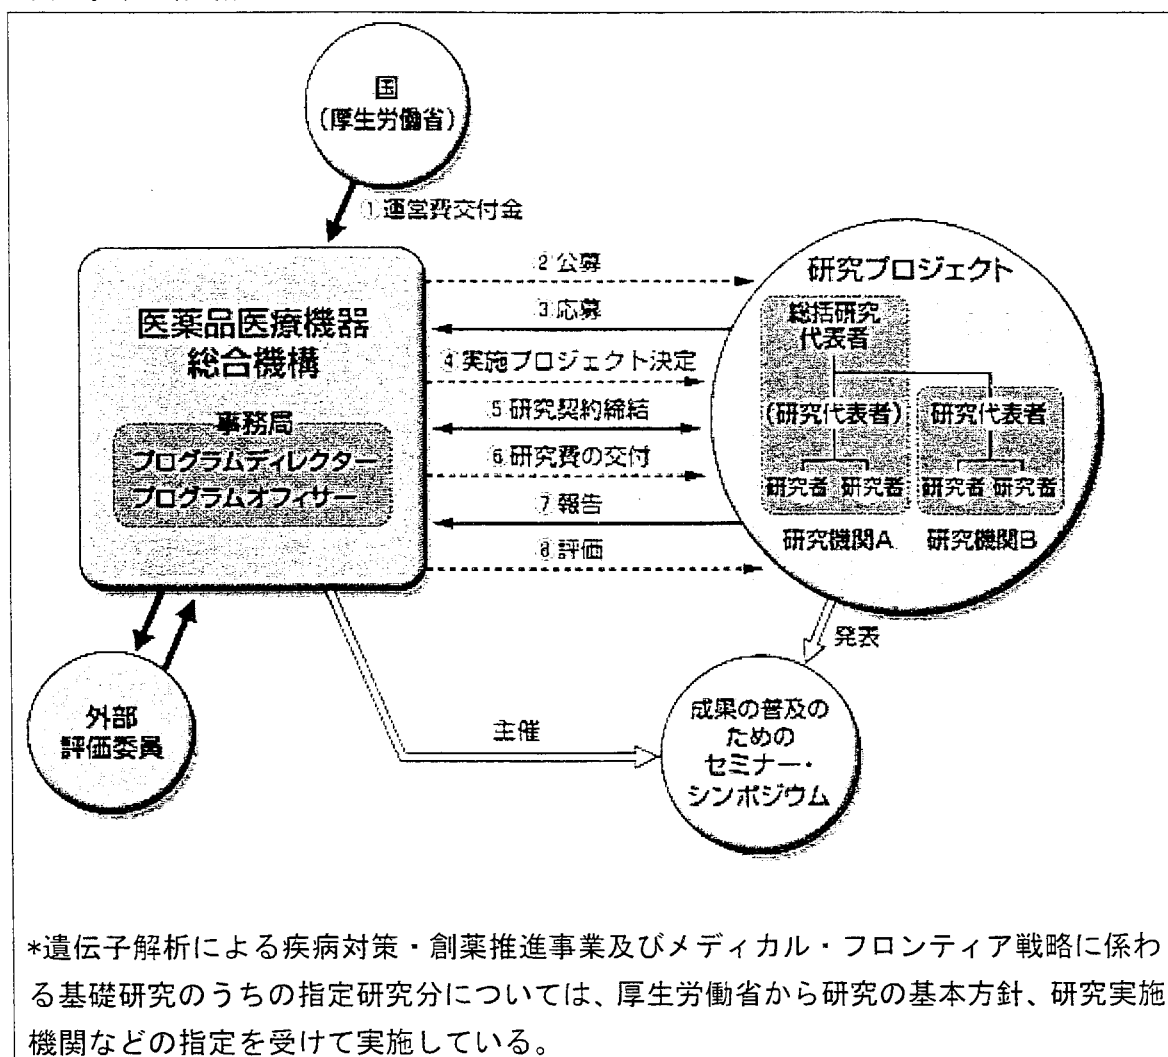 国
(厚生労働省)
①運営費交付金
医薬品医療機器
総合機構
事務局
プログラムディレクター
プログラムオフィサー
②公募
③応募
④実施プロジェクト決定
⑤研究契約締結
⑥研究費の交付
⑦報告
⑧評価
研究プロジェクト
総括研究
代表者
(研究代表者)
研究代表者
研究者 研究者
研究者 研究者
研究機関A
研究機関B
発表
外部
評価委員
主催
成果の普及の
ための
セミナー・
シンポジウム
*遺伝子解析による疾病対策・創薬推進事業及びメディカル・フロンティア戦略に係わ
る基礎研究のうちの指定研究分については、厚生労働省から研究の基本方針、研究実施
機関などの指定を受けて実施している。